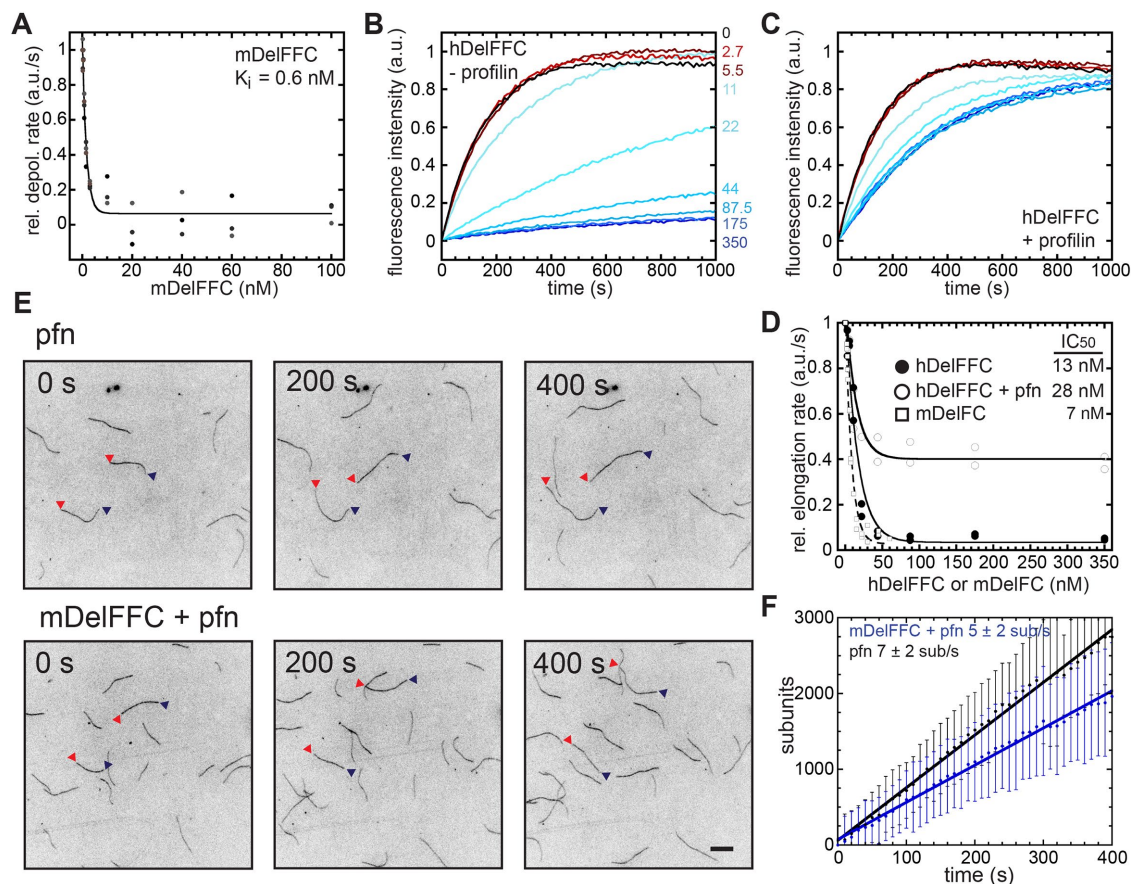 A
mDelFFC
Ki = 0.6 nM
rel. depol. rate (a.u./s)
1
0.8
0.6
0.4
0.2
0
0 20 40 60 80 100
mDelFFC (nM)
B
hDelFFC
- profilin
fluorescence instensity (a.u.)
1
0.8
0.6
0.4
0.2
0
0 200 400 600 800 1000
time (s)
0
2.7
5.5
11
22
44
87.5
175
350
C
fluorescence instensity (a.u.)
1
0.8
0.6
0.4
0.2
0
hDelFFC
+ profilin
0 200 400 600 800 1000
time (s)
E
pfn
0 s
200 s
400 s
mDelFFC + pfn
0 s
200 s
400 s
D
rel. elongation rate (a.u./s)
1
0.8
0.6
0.4
0.2
0
IC50
hDelFFC 13 nM
hDelFFC + pfn 28 nM
mDelFC 7 nM
0 50 100 150 200 250 300 350
hDelFFC or mDelFC (nM)
F
mDelFFC + pfn 5 ± 2 sub/s
pfn 7 ± 2 sub/s
subunits
3000
2000
1000
0
0 100 200 300 400
time (s)